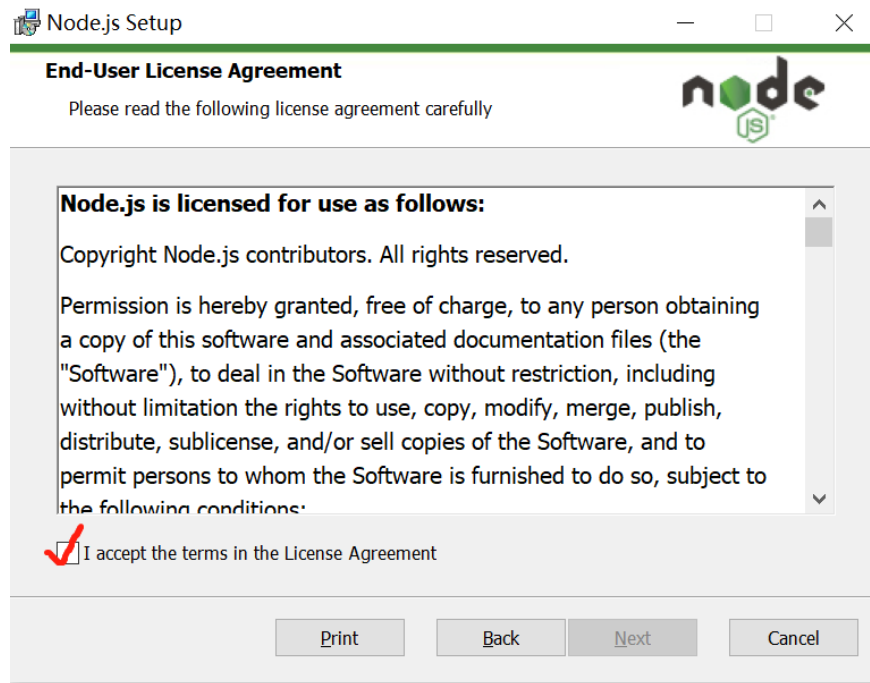 Node.js Setup
End-User License Agreement
Please read the following license agreement carefully
node
JS
Node.js is licensed for use as follows:
Copyright Node.js contributors. All rights reserved.
Permission is hereby granted, free of charge, to any person obtaining
a copy of this software and associated documentation files (the
"Software"), to deal in the Software without restriction, including
without limitation the rights to use, copy, modify, merge, publish,
distribute, sublicense, and/or sell copies of the Software, and to
permit persons to whom the Software is furnished to do so, subject to
the following conditions:
I accept the terms in the License Agreement
Print
Back
Next
Cancel